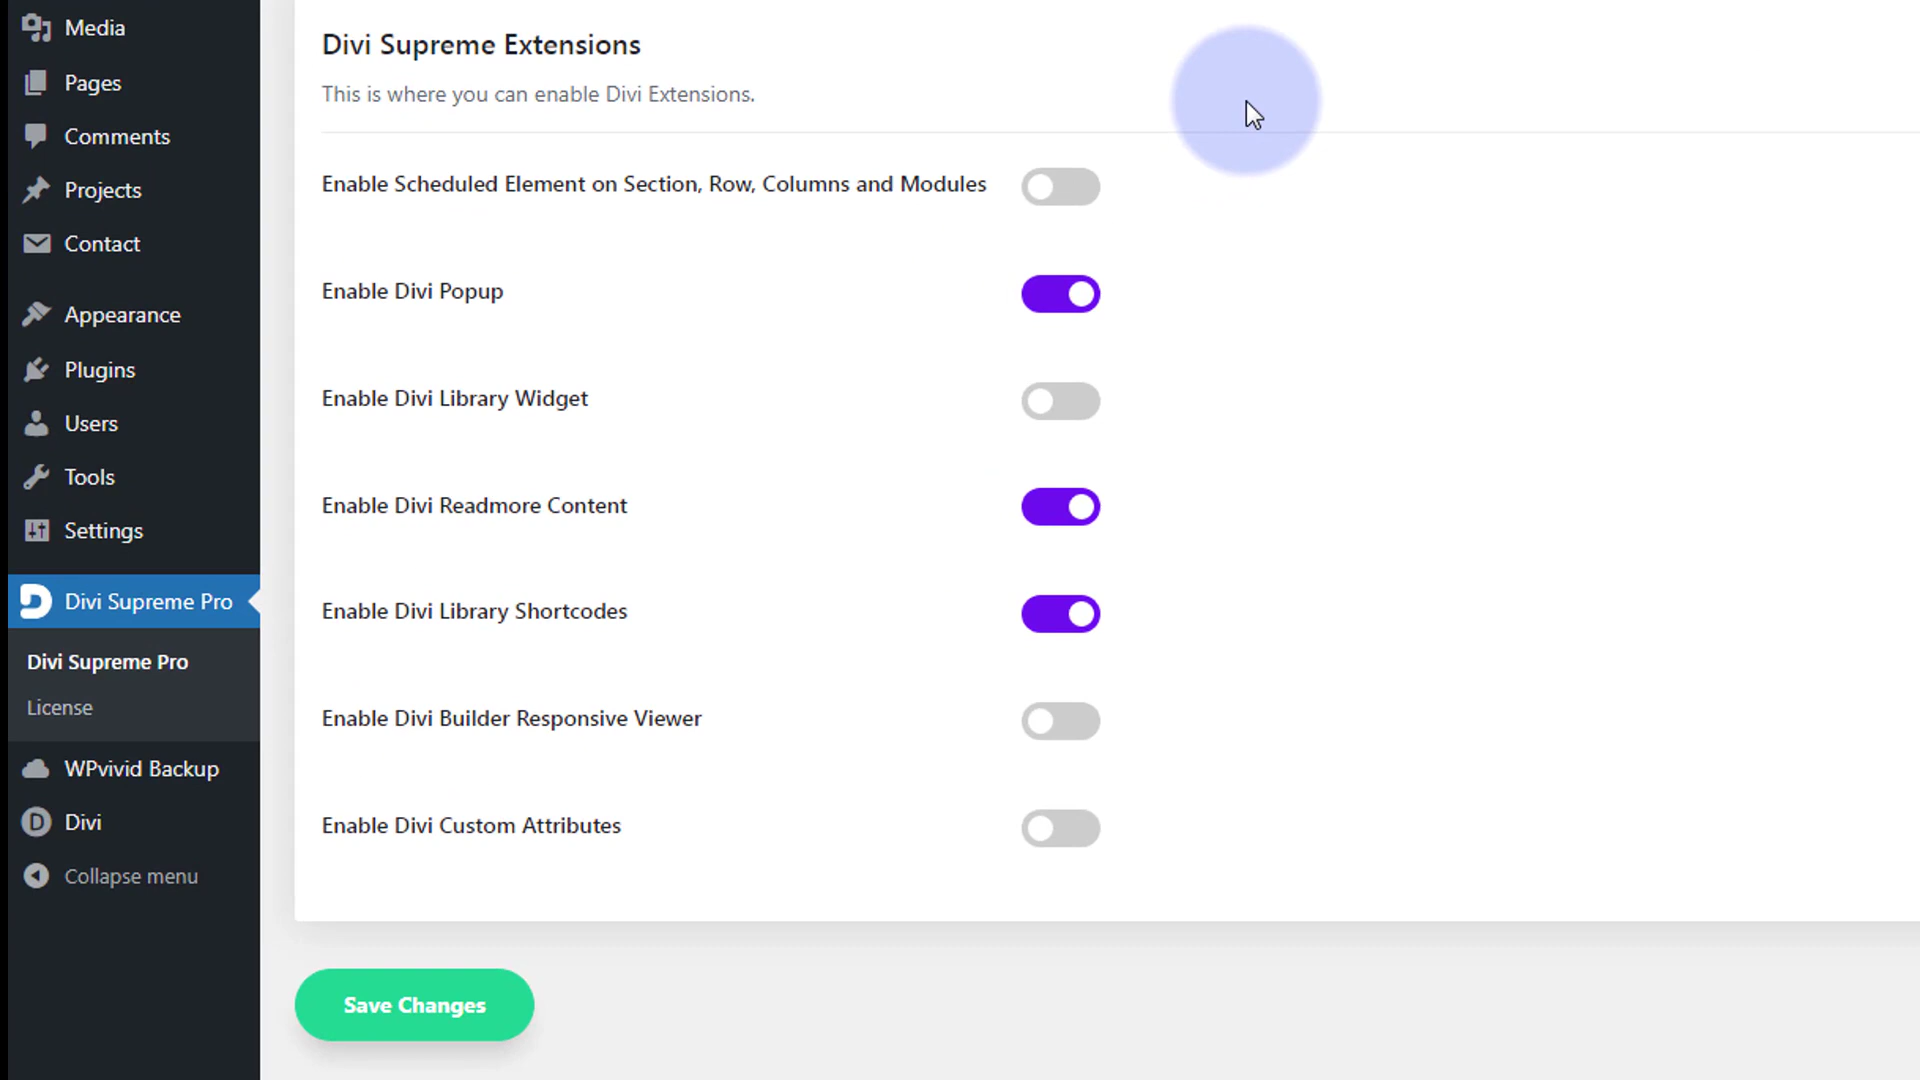 Media
Pages
Comments
Projects
Contact
Appearance
Plugins
Users
Tools
Settings
Divi Supreme Pro
Divi Supreme Pro
License
WPvivid Backup
Divi
Collapse menu
Divi Supreme Extensions
This is where you can enable Divi Extensions.
Enable Scheduled Element on Section, Row, Columns and Modules
Enable Divi Popup
Enable Divi Library Widget
Enable Divi Readmore Content
Enable Divi Library Shortcodes
Enable Divi Builder Responsive Viewer
Enable Divi Custom Attributes
Save Changes